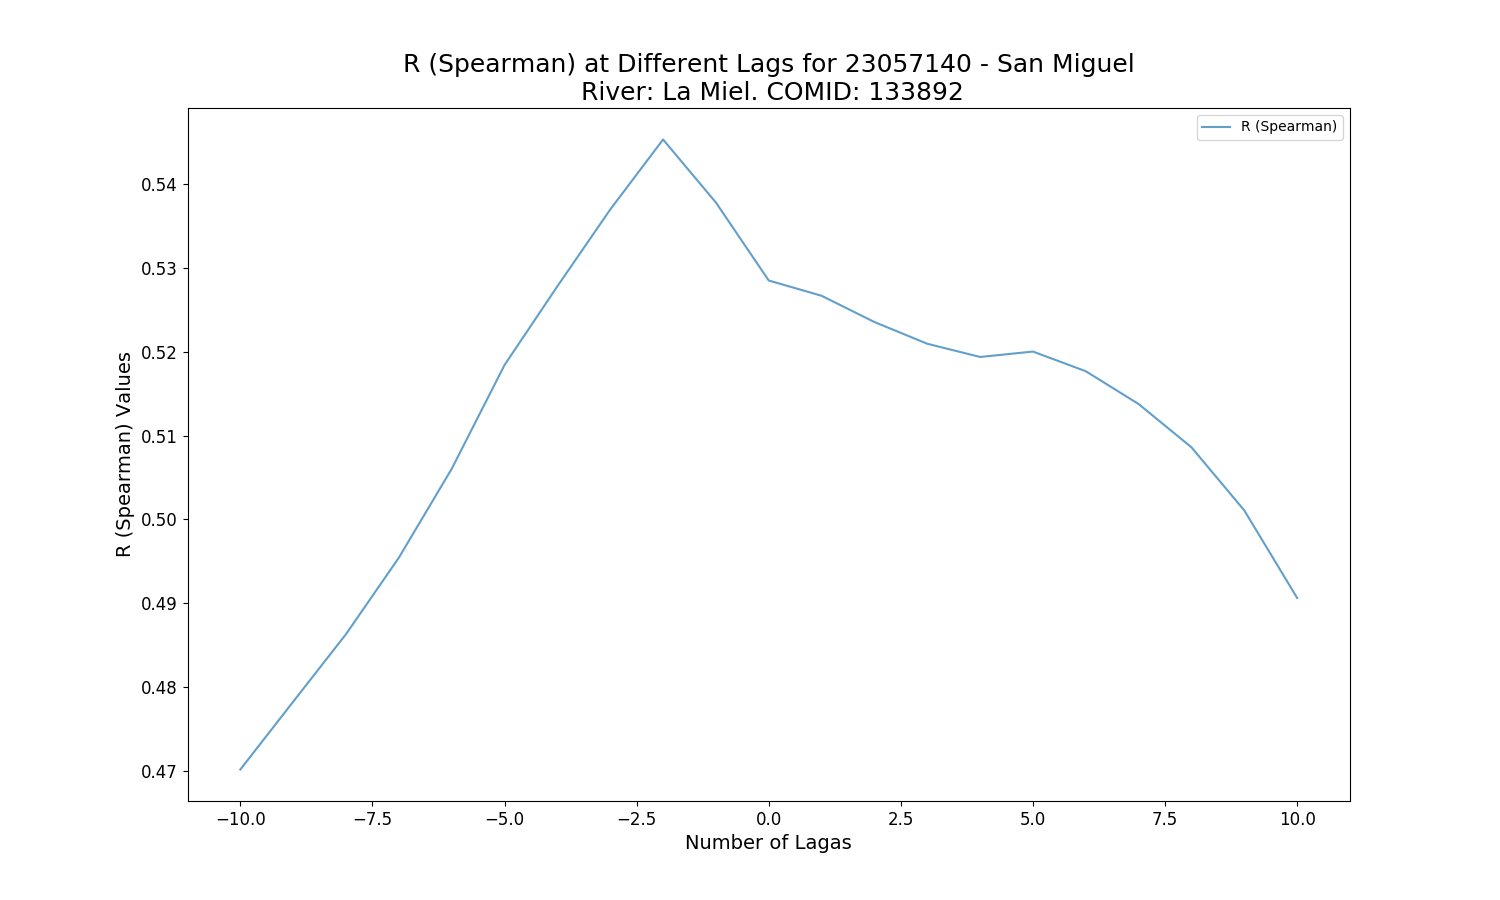 R (Spearman) at Different Lags for 23057140 - San Miguel
River: La Miel. COMID: 133892
R (Spearman)
R (Spearman) Values
0.54
0.53
0.52
0.51
0.50
0.49
0.48
0.47
−10.0 −7.5 −5.0 −2.5 0.0 2.5 5.0 7.5 10.0
Number of Lagas